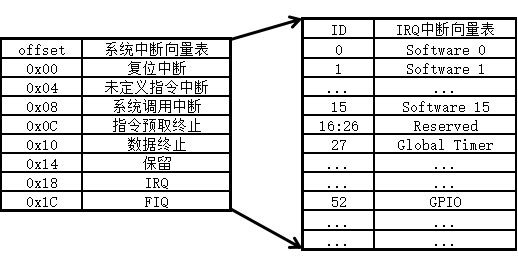 offset 系统中断向量表
0x00 复位中断
0x04 未定义指令中断
0x08 系统调用中断
0x0C 指令预取终止
0x10 数据终止
0x14 保留
0x18 IRQ
0x1C FIQ
ID IRQ中断向量表
0 Software 0
1 Software 1
... ...
15 Software 15
16:26 Reserved
27 Global Timer
... ...
... ...
52 GPIO
... ...
... ...